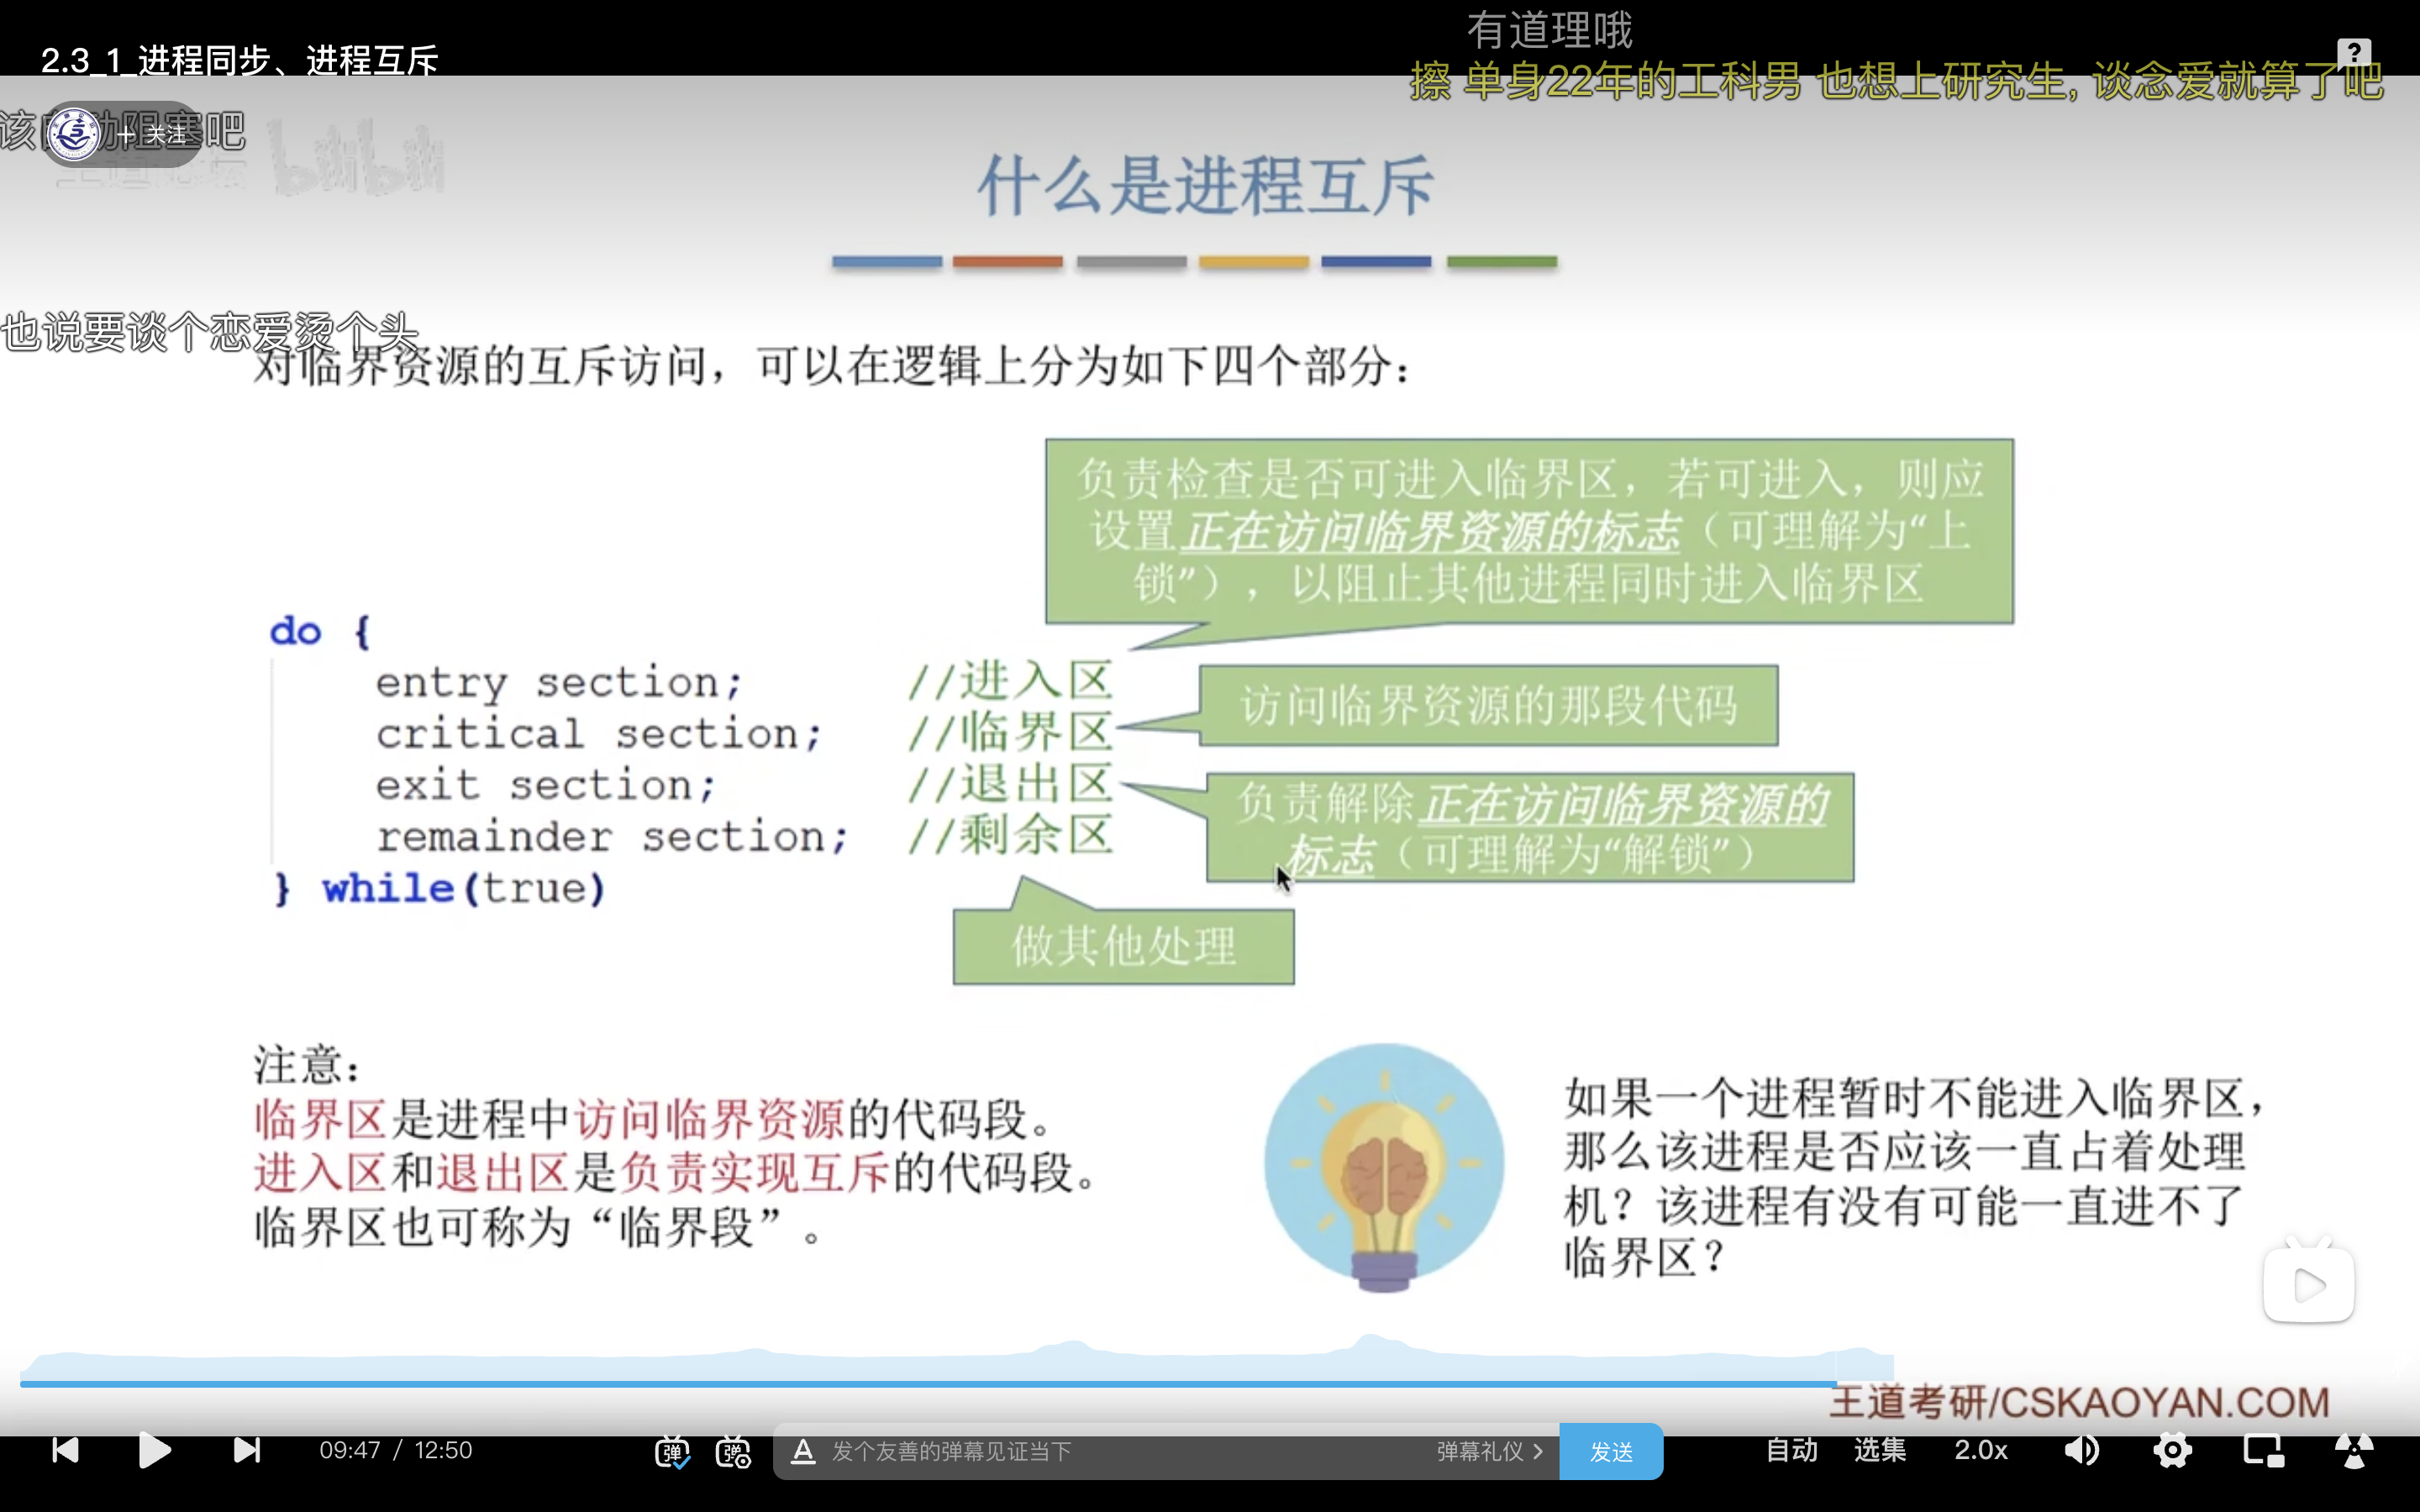 有道理哦
2.3_1_进程同步、进程互斥
擦 单身22年的工科男 也想上研究生, 谈念爱就算了吧
+ 关注
bilibili
什么是进程互斥
也说要谈个恋爱烫个头
对临界资源的互斥访问，可以在逻辑上分为如下四个部分：
负责检查是否可进入临界区，若可进入，则应
设置正在访问临界资源的标志（可理解为“上
锁”），以阻止其他进程同时进入临界区
do {
entry section; //进入区
访问临界资源的那段代码
critical section; //临界区
exit section; //退出区
负责解除正在访问临界资源的
标志（可理解为“解锁”）
remainder section; //剩余区
} while(true)
做其他处理
注意：
临界区是进程中访问临界资源的代码段。
进入区和退出区是负责实现互斥的代码段。
临界区也可称为“临界段”。
如果一个进程暂时不能进入临界区，
那么该进程是否应该一直占着处理
机？该进程有没有可能一直进不了
临界区？
王道考研/CSKAOYAN.COM
09:47 / 12:50
弹
弹
A 发个友善的弹幕见证当下
弹幕礼仪 >
发送
自动
选集
2.0x